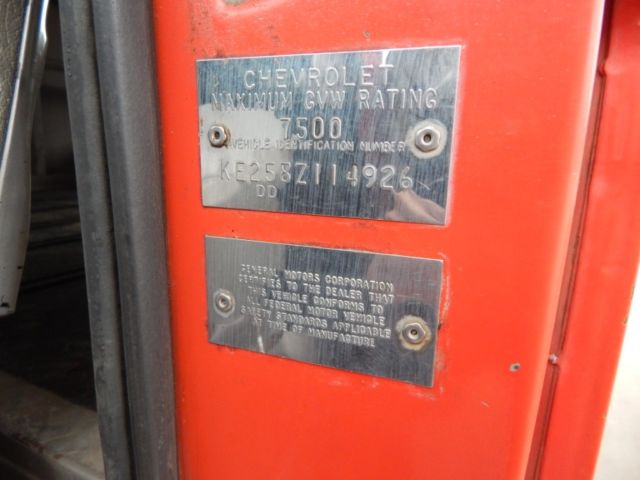 CHEVROLET
MAXIMUM GVW RATING
7500
VEHICLE IDENTIFICATION NUMBER
KE258Z114926
DD
GENERAL MOTORS CORPORATION
CERTIFIES TO THE DEALER THAT
THIS VEHICLE CONFORMS TO
ALL FEDERAL MOTOR VEHICLE
SAFETY STANDARDS APPLICABLE
AT TIME OF MANUFACTURE